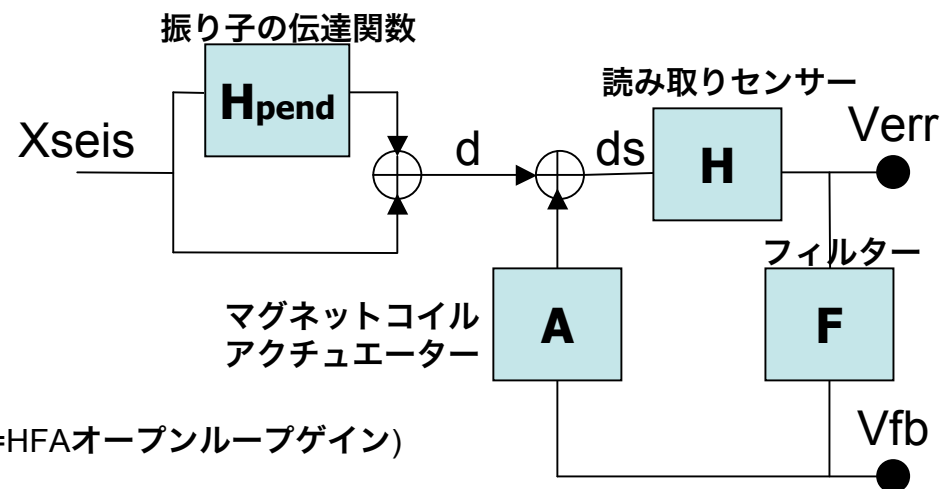 振り子の伝達関数
Hpend
Xseis
d
ds
読み取りセンサー
H
Verr
フィルター
マグネットコイル
アクチュエーター
A
F
=HFAオープンループゲイン)
Vfb